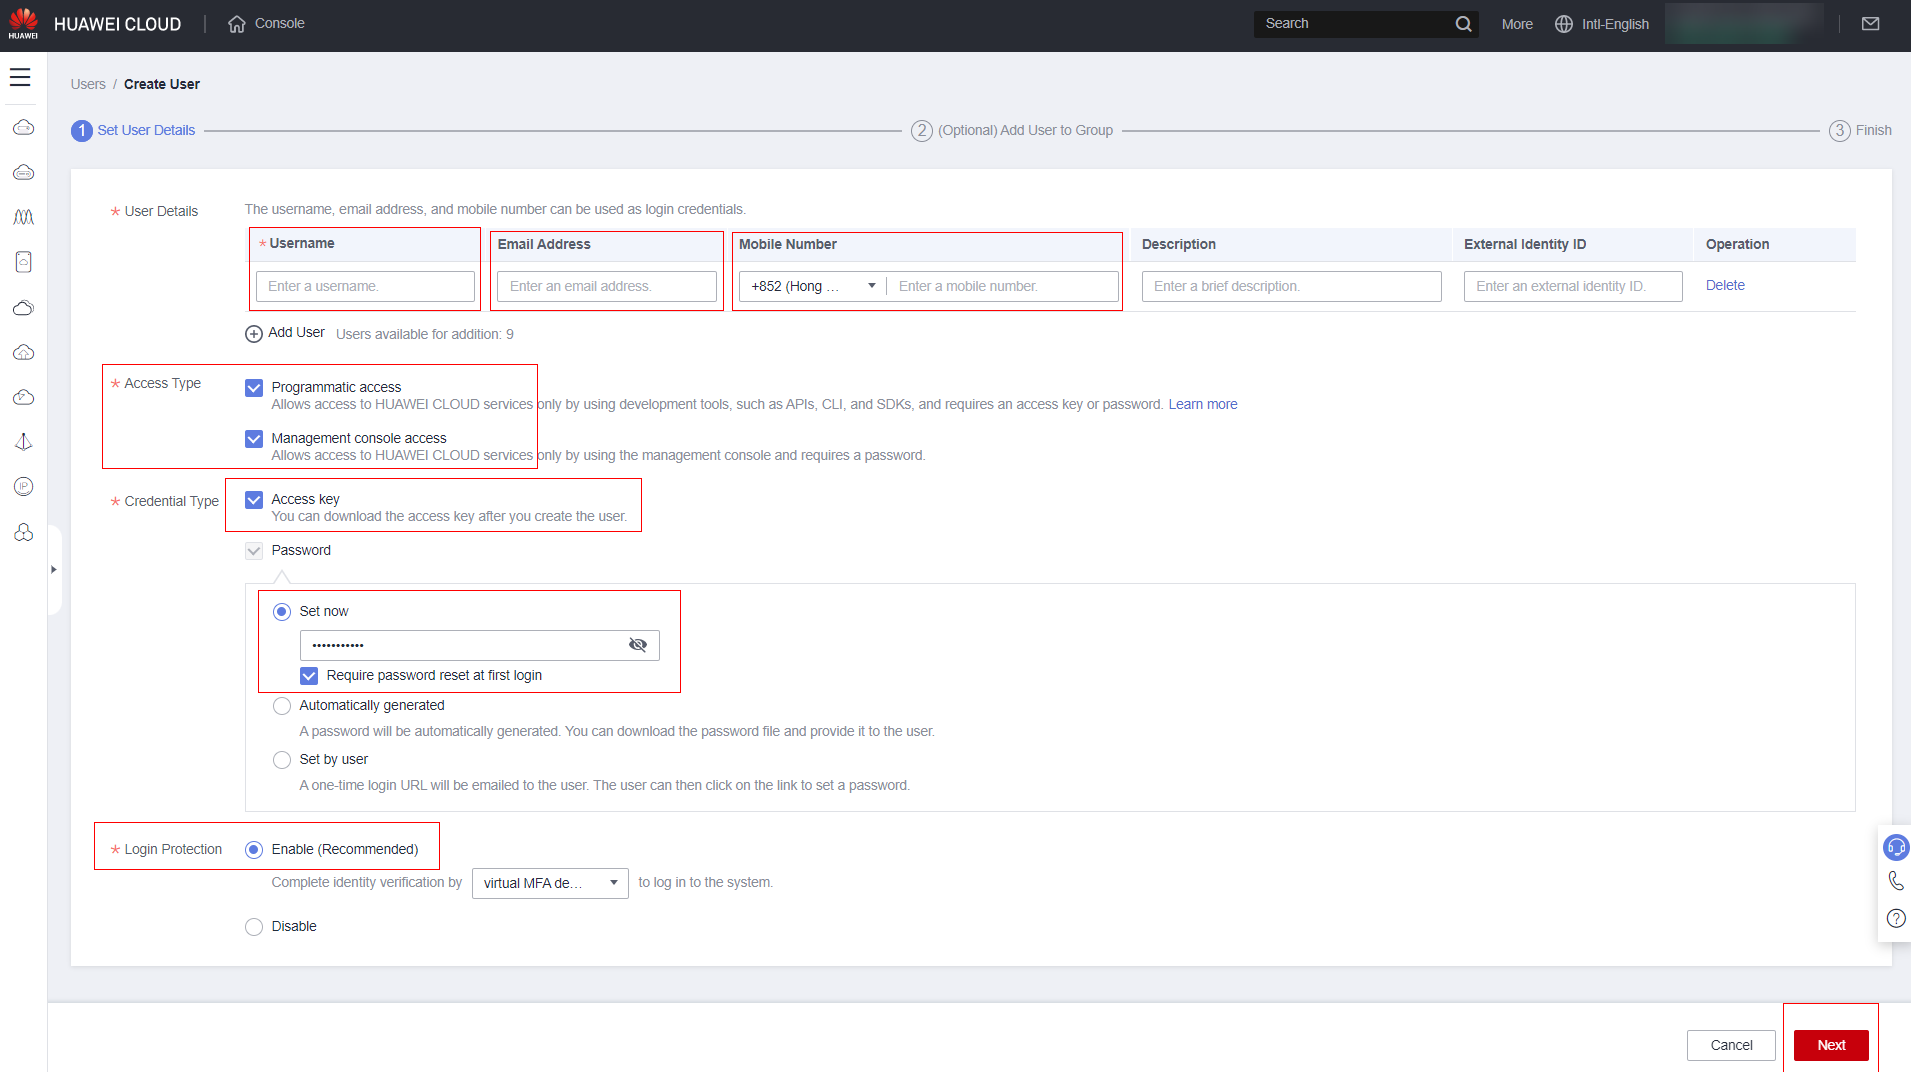 HUAWEI
HUAWEI CLOUD
Console
Search
More
Intl-English
Users / Create User
1 Set User Details
2 (Optional) Add User to Group
3 Finish
* User Details
The username, email address, and mobile number can be used as login credentials.
* Username
Email Address
Mobile Number
Description
External Identity ID
Operation
Enter a username.
Enter an email address.
+852 (Hong ...
Enter a mobile number.
Enter a brief description.
Enter an external identity ID.
Delete
Add User
Users available for addition: 9
* Access Type
Programmatic access
Allows access to HUAWEI CLOUD services only by using development tools, such as APIs, CLI, and SDKs, and requires an access key or password. Learn more
Management console access
Allows access to HUAWEI CLOUD services only by using the management console and requires a password.
IP
* Credential Type
Access key
You can download the access key after you create the user.
Password
Set now
•••••••••••
Require password reset at first login
Automatically generated
A password will be automatically generated. You can download the password file and provide it to the user.
Set by user
A one-time login URL will be emailed to the user. The user can then click on the link to set a password.
* Login Protection
Enable (Recommended)
Complete identity verification by virtual MFA de... to log in to the system.
Disable
Cancel
Next